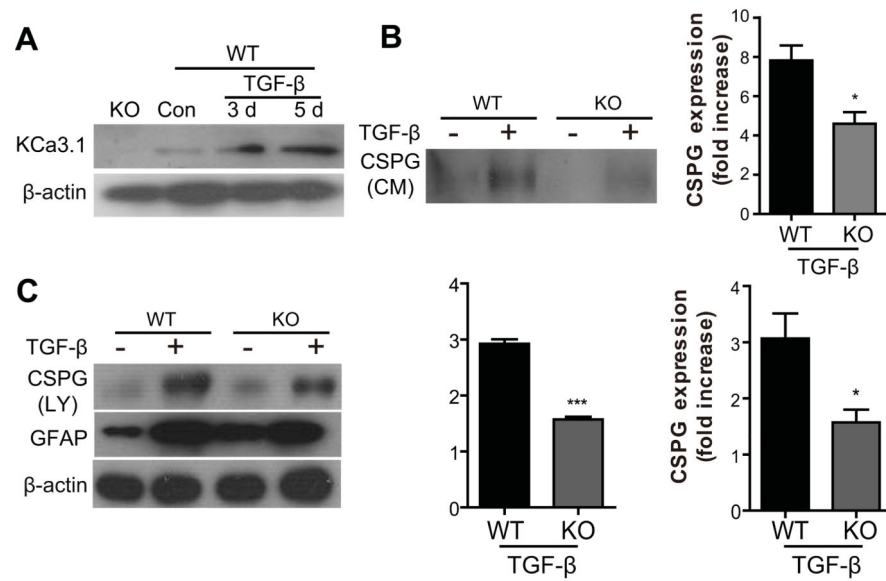 A
WT
TGF-β
KO Con 3 d 5 d
KCa3.1
β-actin
B
WT KO
TGF-β - + - +
CSPG
(CM)
CSPG expression
(fold increase)
8
6
4
2
0
*
WT KO
TGF-β
C
WT KO
TGF-β - + - +
CSPG
(LY)
GFAP
β-actin
4
3
2
1
0
***
WT KO
TGF-β
CSPG expression
(fold increase)
4
3
2
1
0
*
WT KO
TGF-β